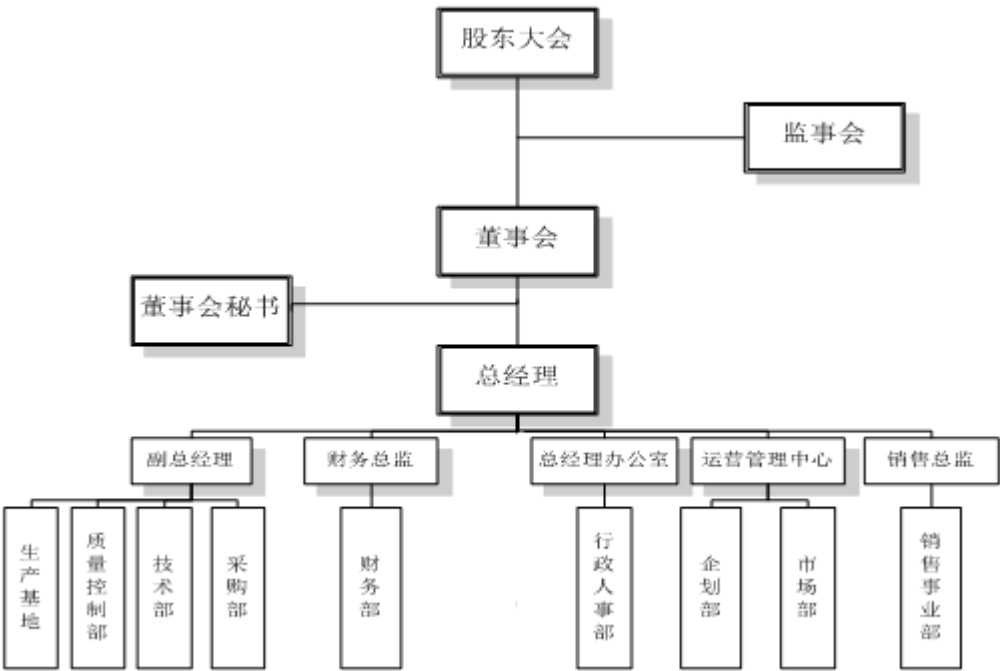 股东大会
监事会
董事会
董事会秘书
总经理
副总经理
财务总监
总经理办公室
运营管理中心
销售总监
生产基地
质量控制部
技术部
采购部
财务部
行政人事部
企划部
市场部
销售事业部